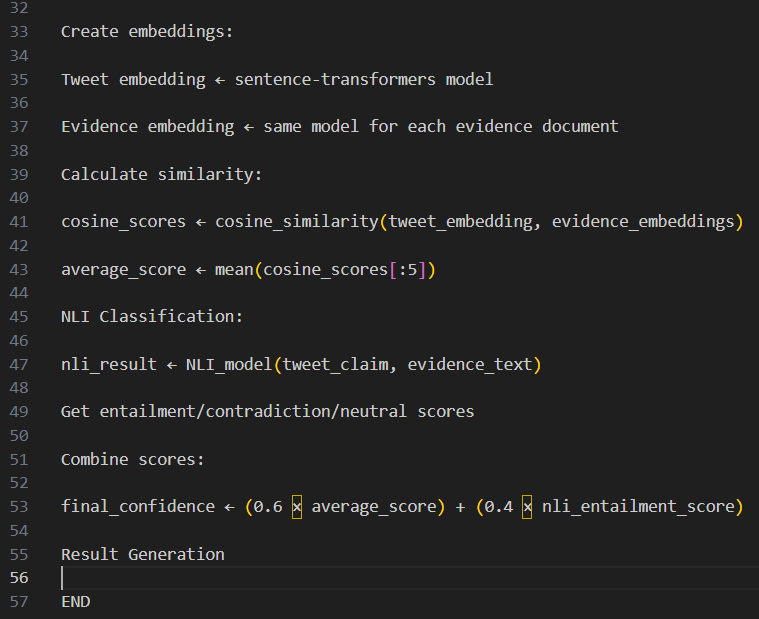 32
33 Create embeddings:
34
35 Tweet embedding ← sentence-transformers model
36
37 Evidence embedding ← same model for each evidence document
38
39 Calculate similarity:
40
41 cosine_scores ← cosine_similarity(tweet_embedding, evidence_embeddings)
42
43 average_score ← mean(cosine_scores[:5])
44
45 NLI Classification:
46
47 nli_result ← NLI_model(tweet_claim, evidence_text)
48
49 Get entailment/contradiction/neutral scores
50
51 Combine scores:
52
53 final_confidence ← (0.6 × average_score) + (0.4 × nli_entailment_score)
54
55 Result Generation
56
57 END